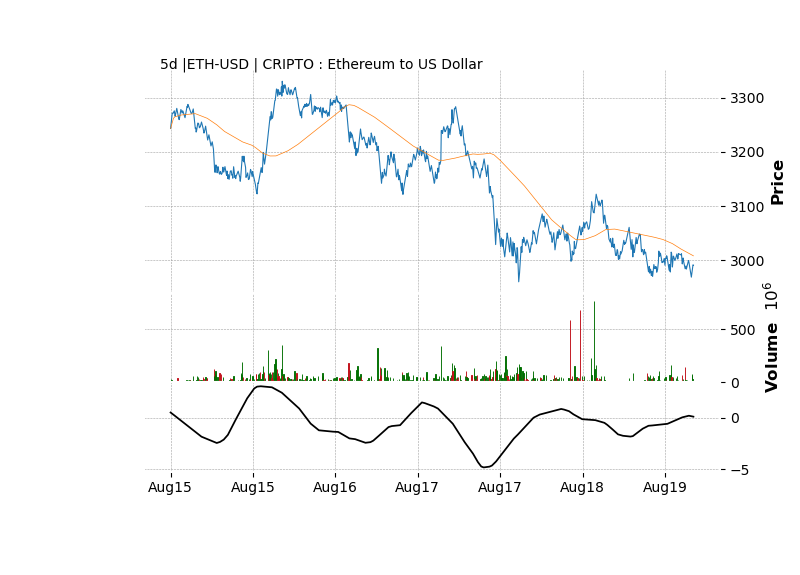 5d |ETH-USD | CRIPTO : Ethereum to US Dollar
3300
3200
3100
3000
Price
500
0
Volume 10^6
0
−5
Aug15 Aug15 Aug16 Aug17 Aug17 Aug18 Aug19